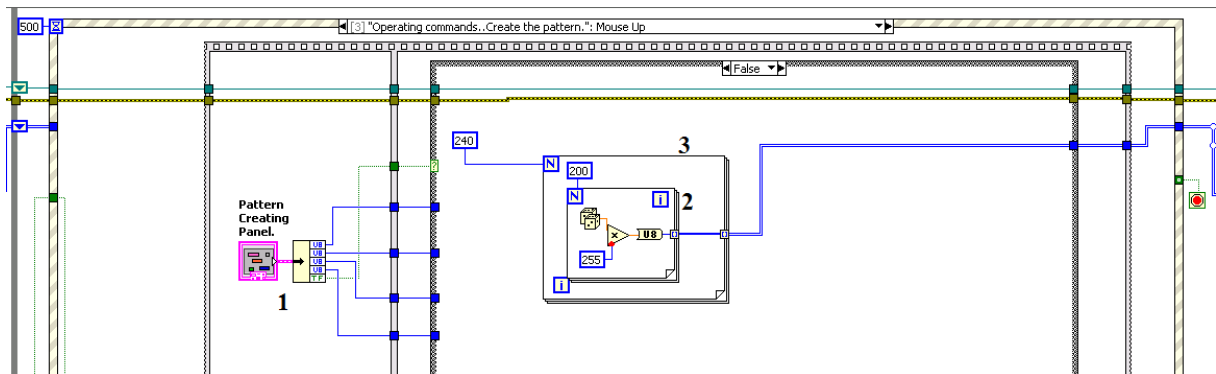 500
[3] "Operating commands..Create the pattern.": Mouse Up
False
240
3
N
200
N
i
2
Pattern
Creating
Panel.
U8
U8
U8
U8
TF
x
U8
255
i
1
?